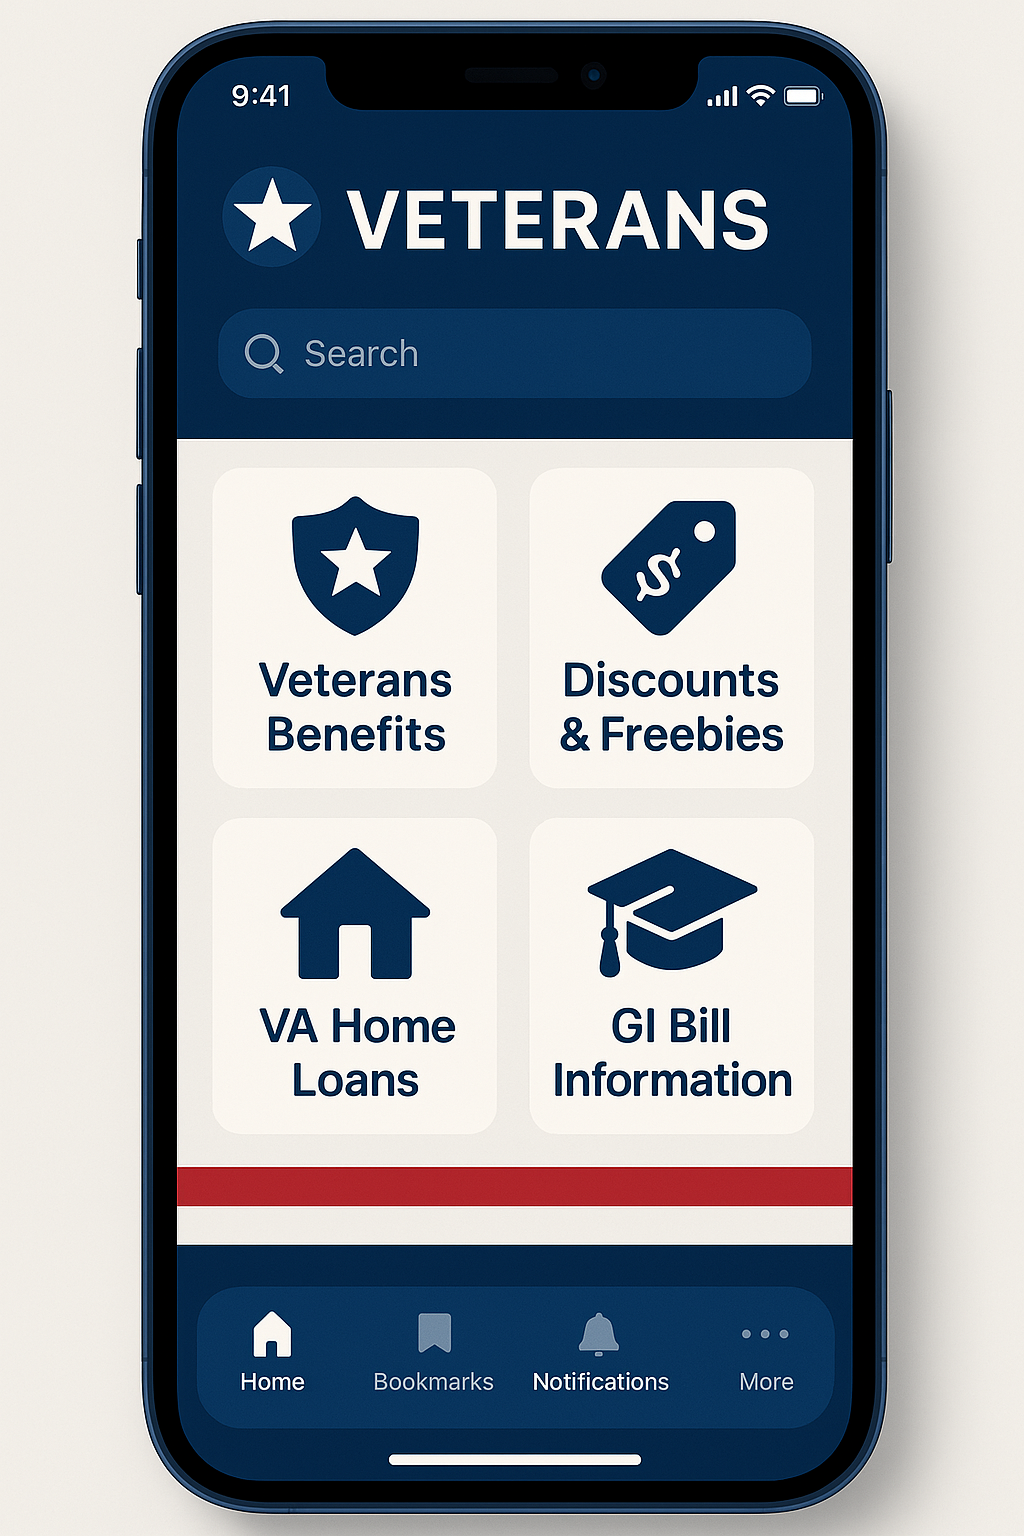 9:41
VETERANS
Search
Veterans
Benefits
Discounts
& Freebies
$
VA Home
Loans
GI Bill
Information
Home
Bookmarks
Notifications
More